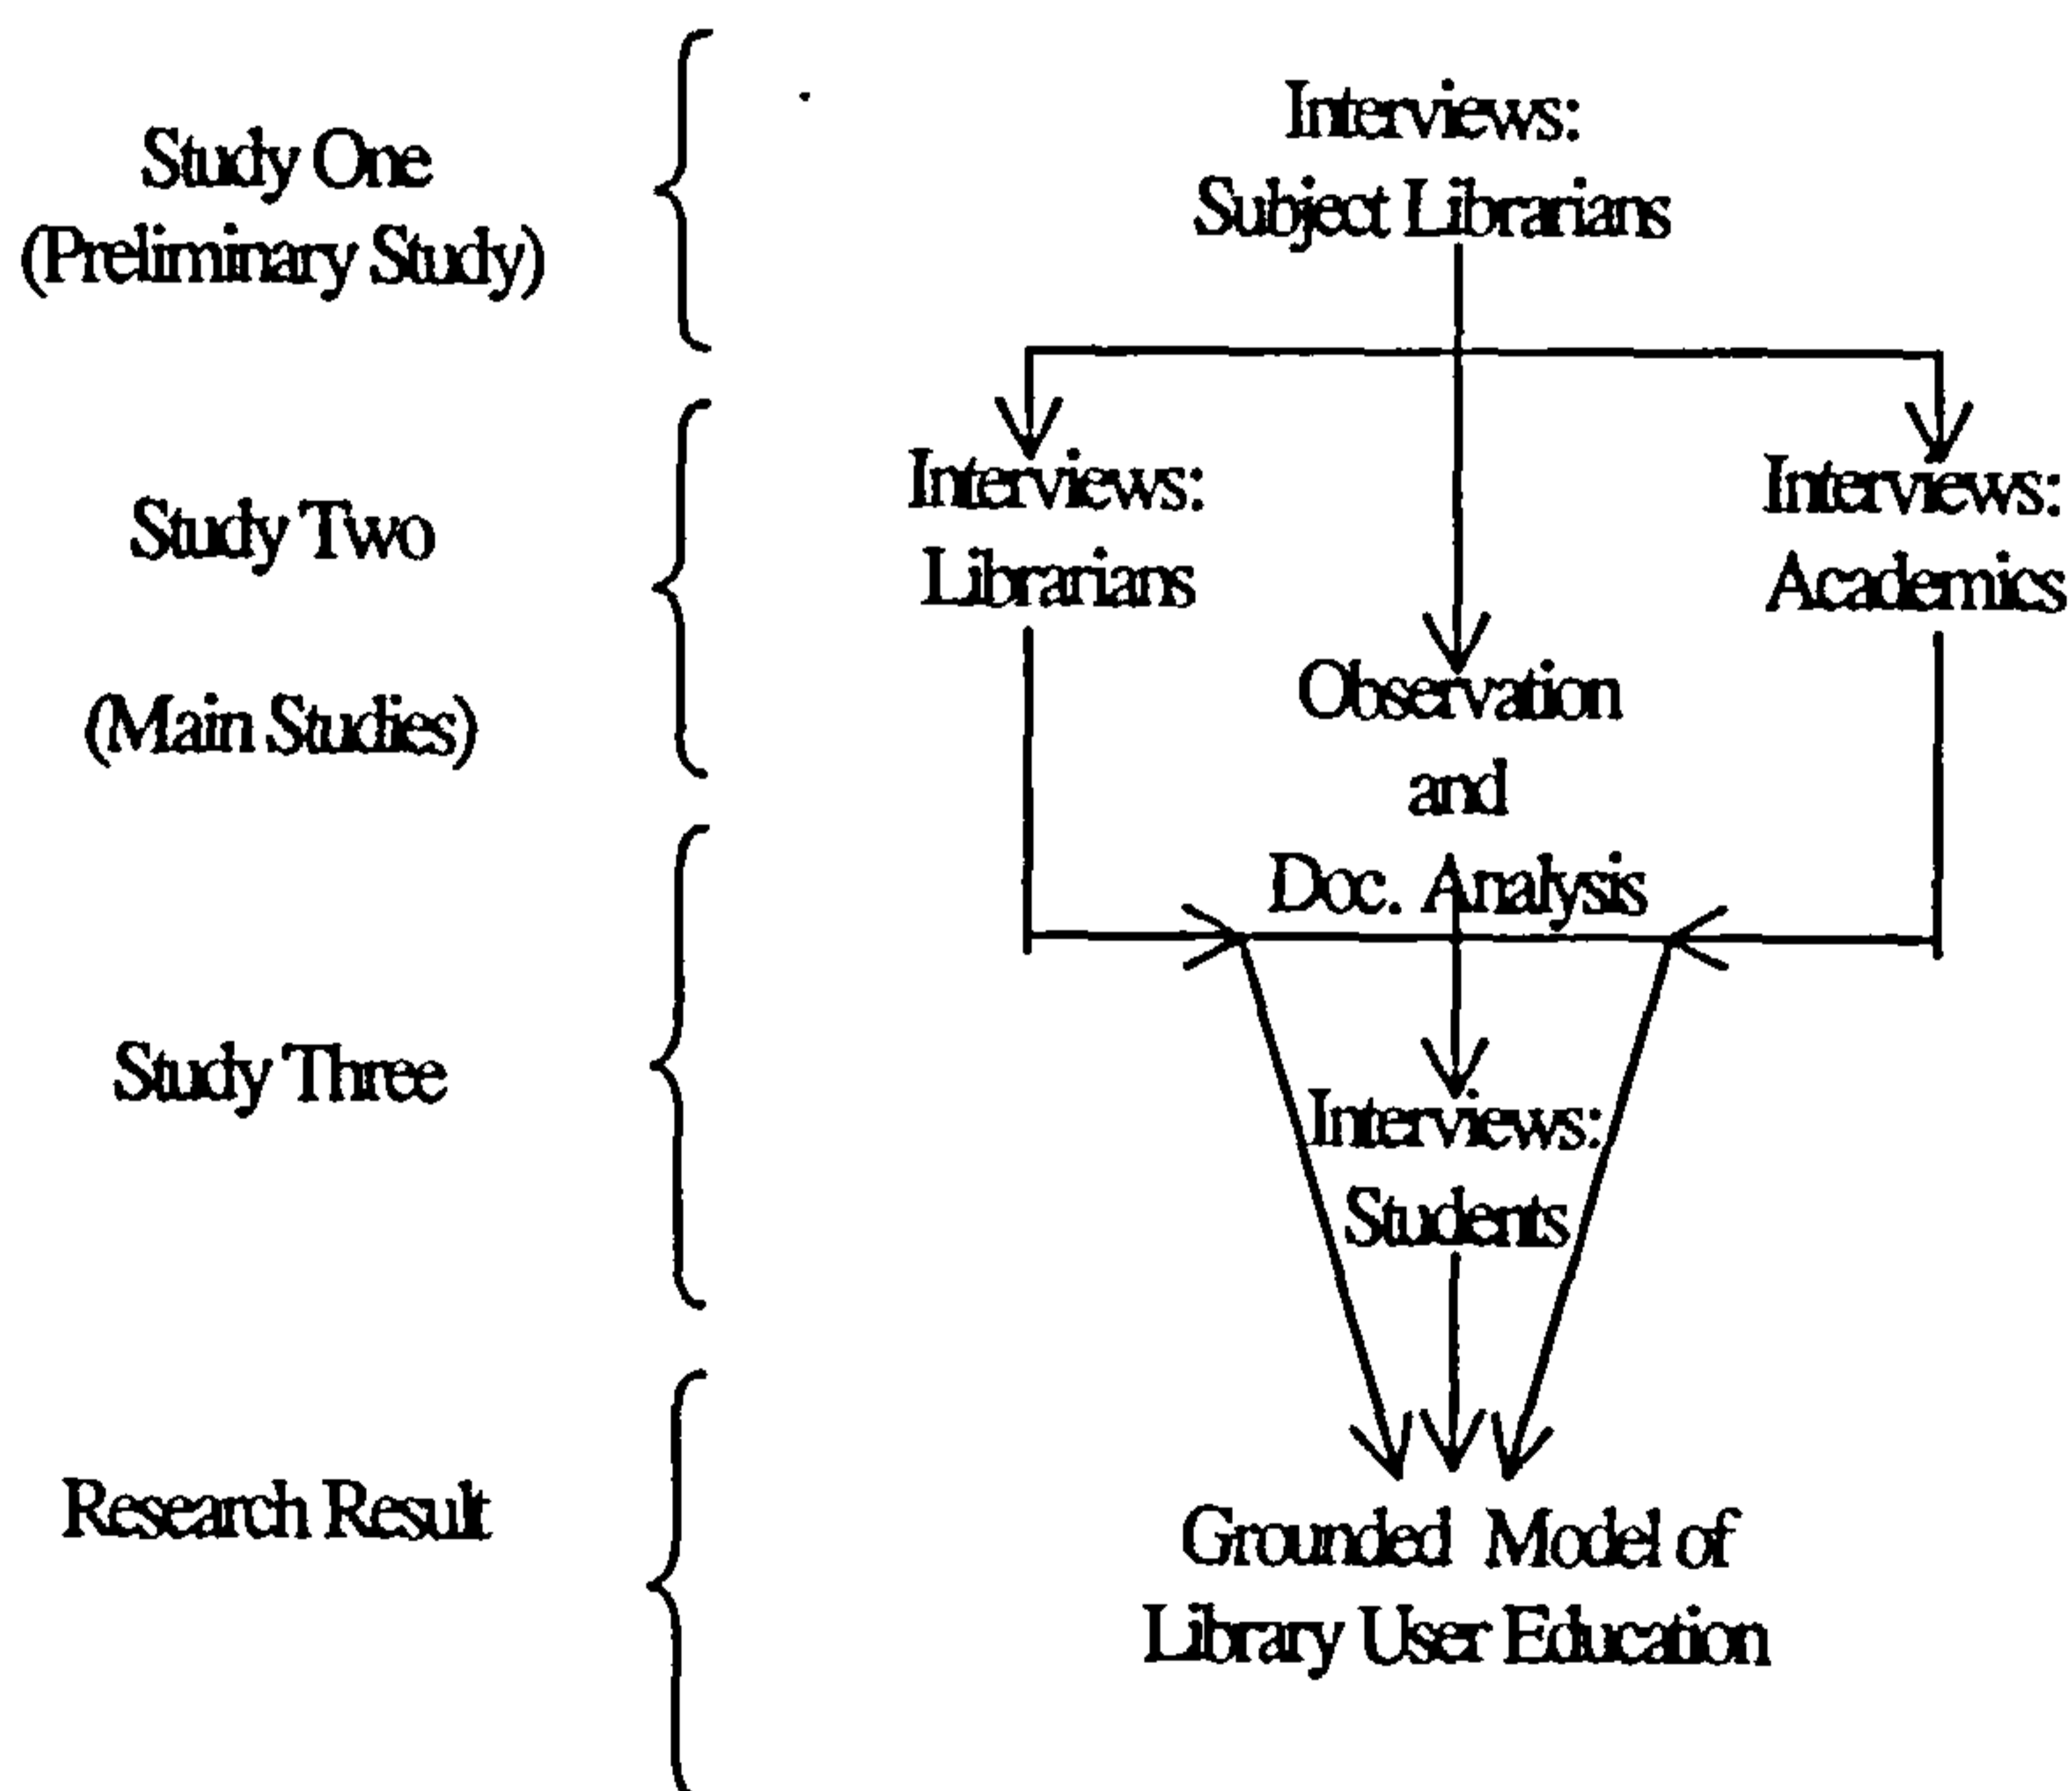 Study One
(Preliminary Study)
Interviews:
Subject Librarians
Study Two
(Main Studies)
Interviews:
Librarians
Observation
and
Doc. Analysis
Interviews:
Academics
Study Three
Interviews:
Students
Research Result
Grounded Model of
Library User Education